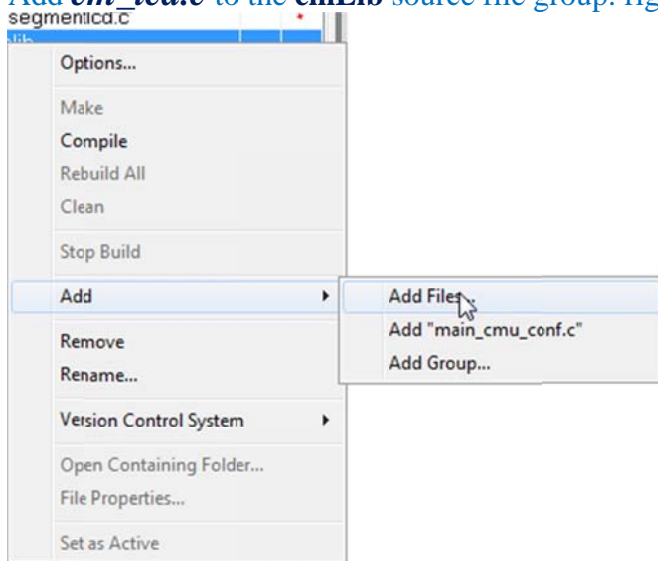 Add em_lcd.c to the emLib source file group: rig
segmentlcd.c *
Options...
Make
Compile
Rebuild All
Clean
Stop Build
Add
Add Files...
Add "main_cmu_conf.c"
Add Group...
Remove
Rename...
Version Control System
Open Containing Folder...
File Properties...
Set as Active